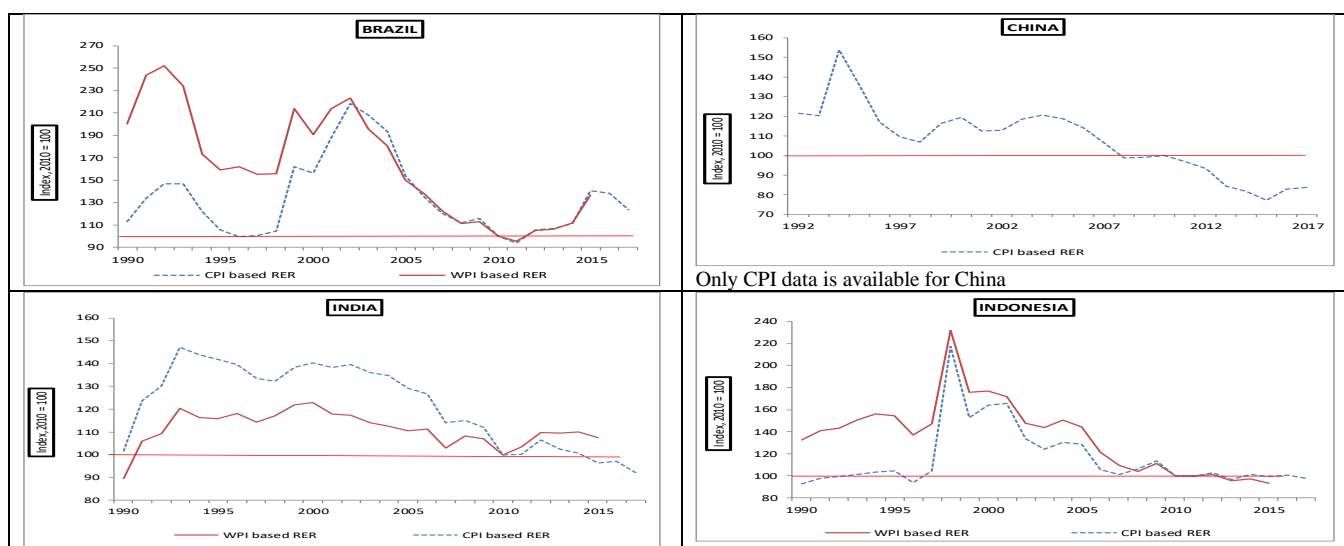 BRAZIL
270
250
230
210
190
170
150
130
110
90
Index, 2010 = 100
1990 1995 2000 2005 2010 2015
CPI based RER WPI based RER
CHINA
160
150
140
130
120
110
100
90
80
70
Index, 2010 = 100
1992 1997 2002 2007 2012 2017
CPI based RER
Only CPI data is available for China
INDIA
160
150
140
130
120
110
100
90
80
Index, 2010 = 100
1990 1995 2000 2005 2010 2015
WPI based RER CPI based RER
INDONESIA
240
220
200
180
160
140
120
100
80
Index, 2010 = 100
1990 1995 2000 2005 2010 2015
WPI based RER CPI based RER